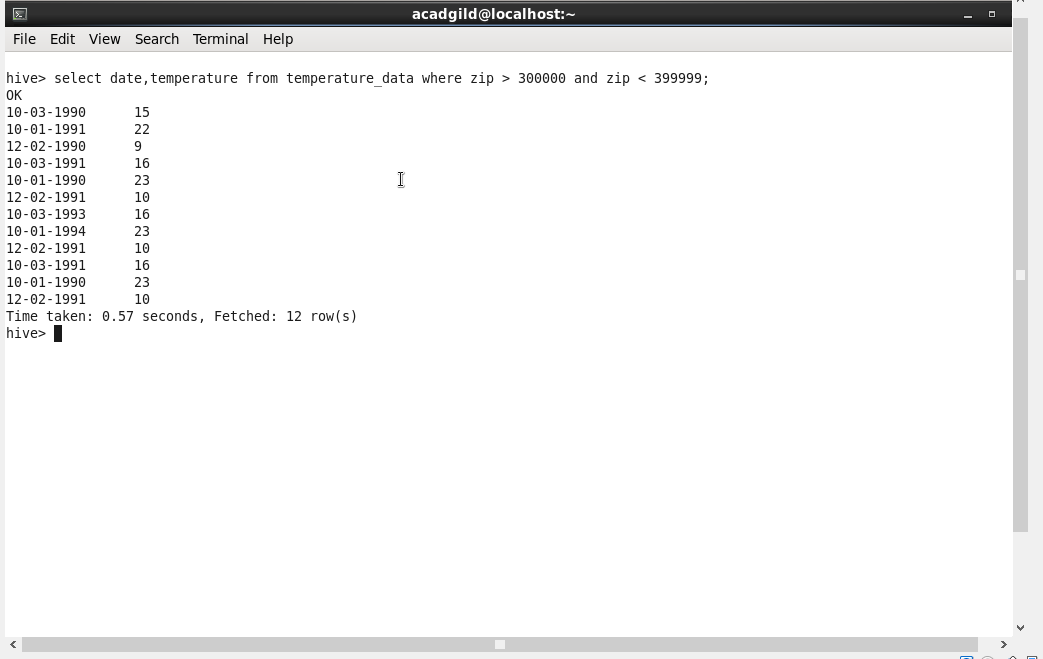 acadgild@localhost:~
File Edit View Search Terminal Help
hive> select date,temperature from temperature_data where zip > 300000 and zip < 399999;
OK
10-03-1990      15
10-01-1991      22
12-02-1990      9
10-03-1991      16
10-01-1990      23
12-02-1991      10
10-03-1993      16
10-01-1994      23
12-02-1991      10
10-03-1991      16
10-01-1990      23
12-02-1991      10
Time taken: 0.57 seconds, Fetched: 12 row(s)
hive>